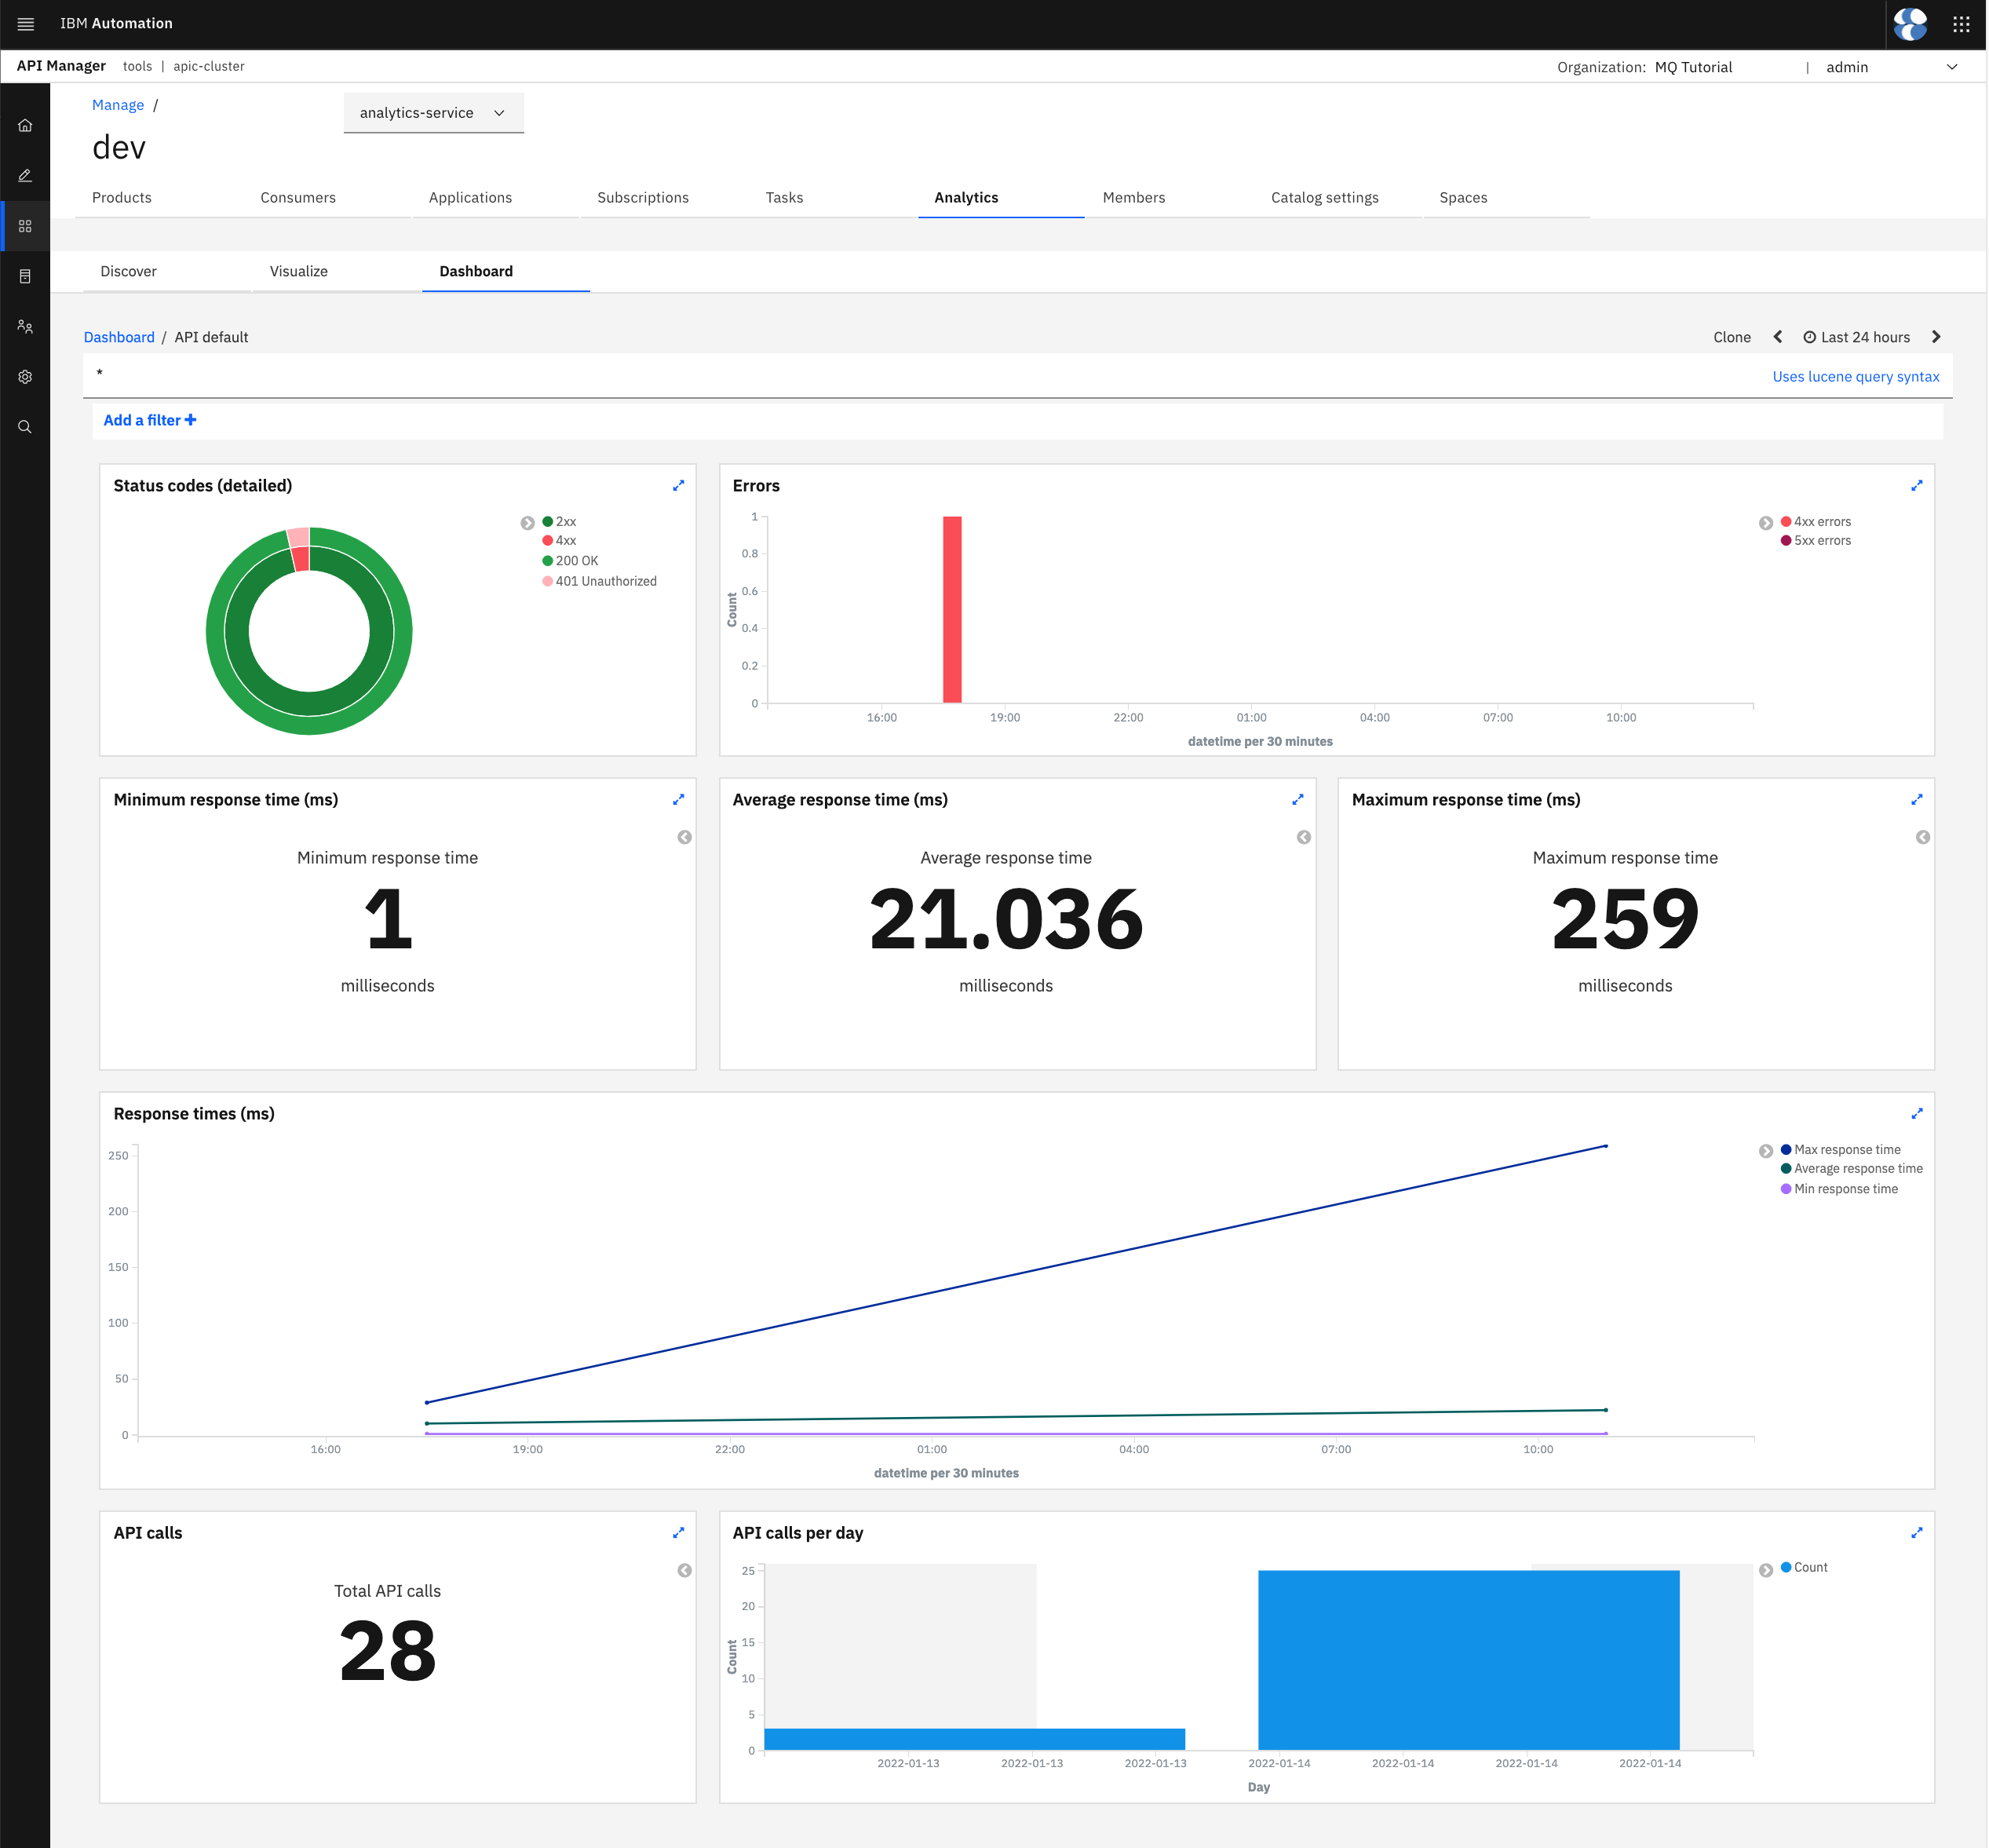 IBM Automation
API Manager tools | apic-cluster Organization: MQ Tutorial | admin
Manage /
analytics-service
dev
Products Consumers Applications Subscriptions Tasks Analytics Members Catalog settings Spaces
Discover Visualize Dashboard
Dashboard / API default Clone Last 24 hours
* Uses lucene query syntax
Add a filter
Status codes (detailed)
2xx
4xx
200 OK
401 Unauthorized
Errors
1
0.8
0.6
0.4
0.2
0
Count
16:00 19:00 22:00 01:00 04:00 07:00 10:00
datetime per 30 minutes
4xx errors
5xx errors
Minimum response time (ms)
Minimum response time
1
milliseconds
Average response time (ms)
Average response time
21.036
milliseconds
Maximum response time (ms)
Maximum response time
259
milliseconds
Response times (ms)
250
200
150
100
50
0
16:00 19:00 22:00 01:00 04:00 07:00 10:00
datetime per 30 minutes
Max response time
Average response time
Min response time
API calls
Total API calls
28
API calls per day
25
20
15
10
5
0
Count
2022-01-13 2022-01-13 2022-01-13 2022-01-14 2022-01-14 2022-01-14 2022-01-14
Day
Count